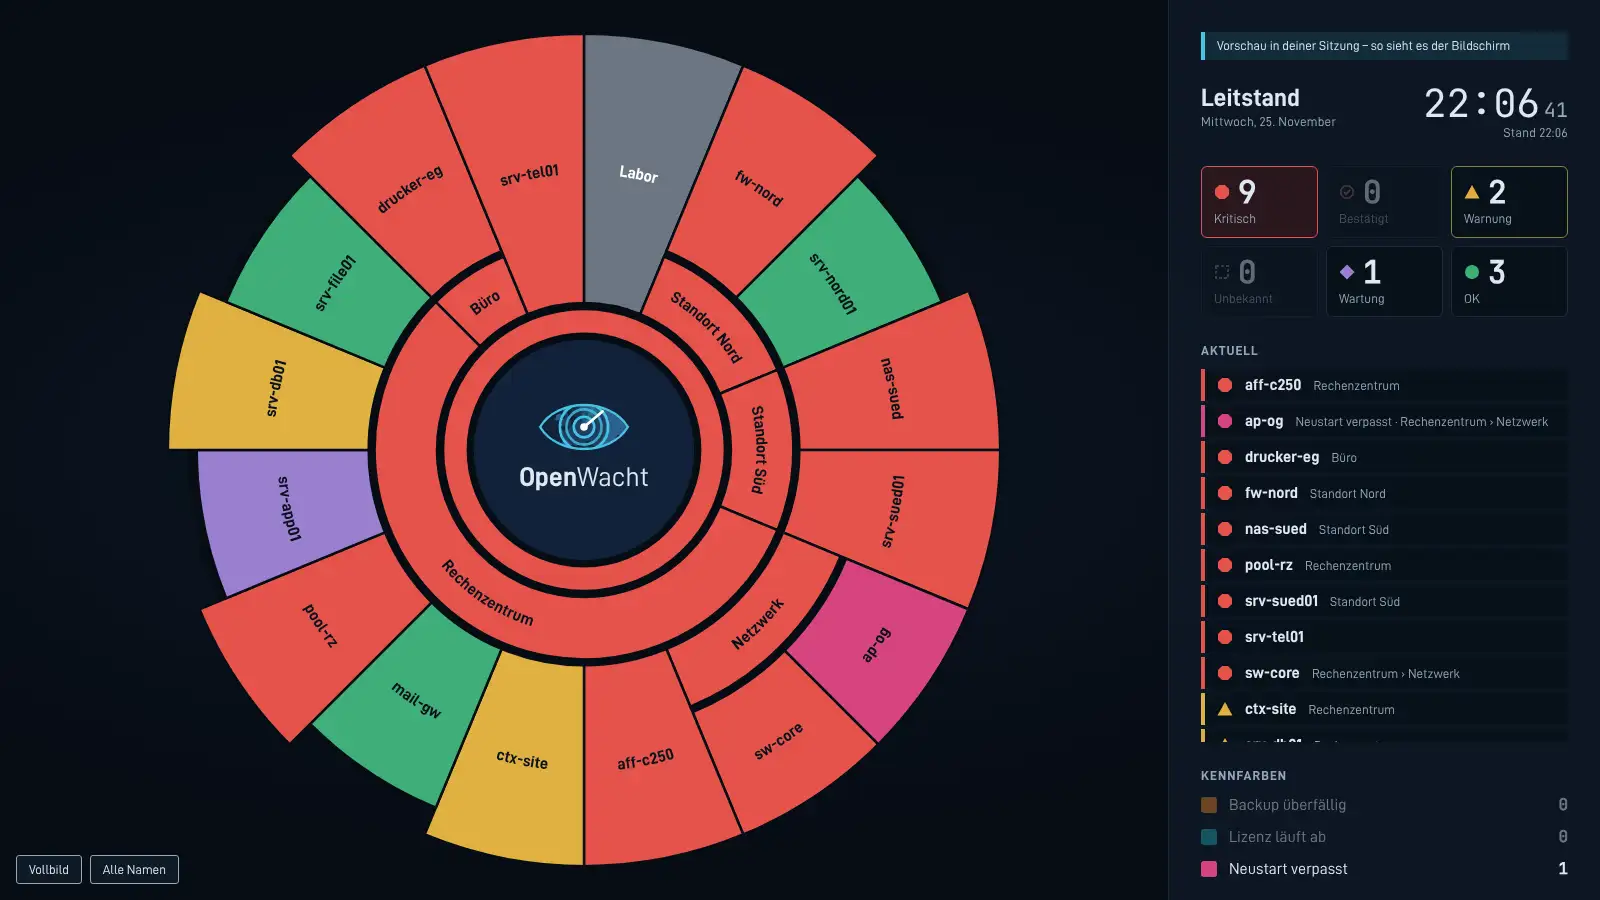 Labor
fw-nord
srv-nord01
nas-sued
srv-sued01
ap-og
sw-core
aff-c250
ctx-site
mail-gw
pool-rz
srv-app01
srv-db01
srv-file01
drucker-eg
srv-tel01
Büro
Standort Nord
Standort Süd
Netzwerk
Rechenzentrum
OpenWacht
Vollbild
Alle Namen
Vorschau in deiner Sitzung – so sieht es der Bildschirm
Leitstand
22:06 41
Mittwoch, 25. November
Stand 22:06
9
Kritisch
0
Bestätigt
2
Warnung
0
Unbekannt
1
Wartung
3
OK
AKTUELL
aff-c250 Rechenzentrum
ap-og Neustart verpasst · Rechenzentrum › Netzwerk
drucker-eg Büro
fw-nord Standort Nord
nas-sued Standort Süd
pool-rz Rechenzentrum
srv-sued01 Standort Süd
srv-tel01
sw-core Rechenzentrum › Netzwerk
ctx-site Rechenzentrum
KENNFARBEN
Backup überfällig 0
Lizenz läuft ab 0
Neustart verpasst 1